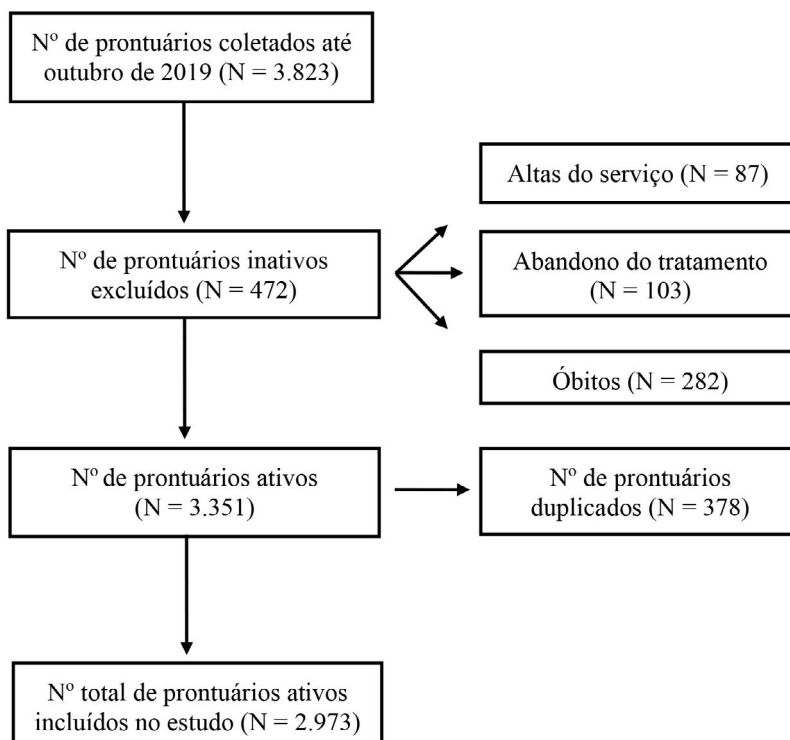 Nº de prontuários coletados até
outubro de 2019 (N = 3.823)
Altas do serviço (N = 87)
Nº de prontuários inativos
excluídos (N = 472)
Abandono do tratamento
(N = 103)
Óbitos (N = 282)
Nº de prontuários ativos
(N = 3.351)
Nº de prontuários
duplicados (N = 378)
Nº total de prontuários ativos
incluídos no estudo (N = 2.973)